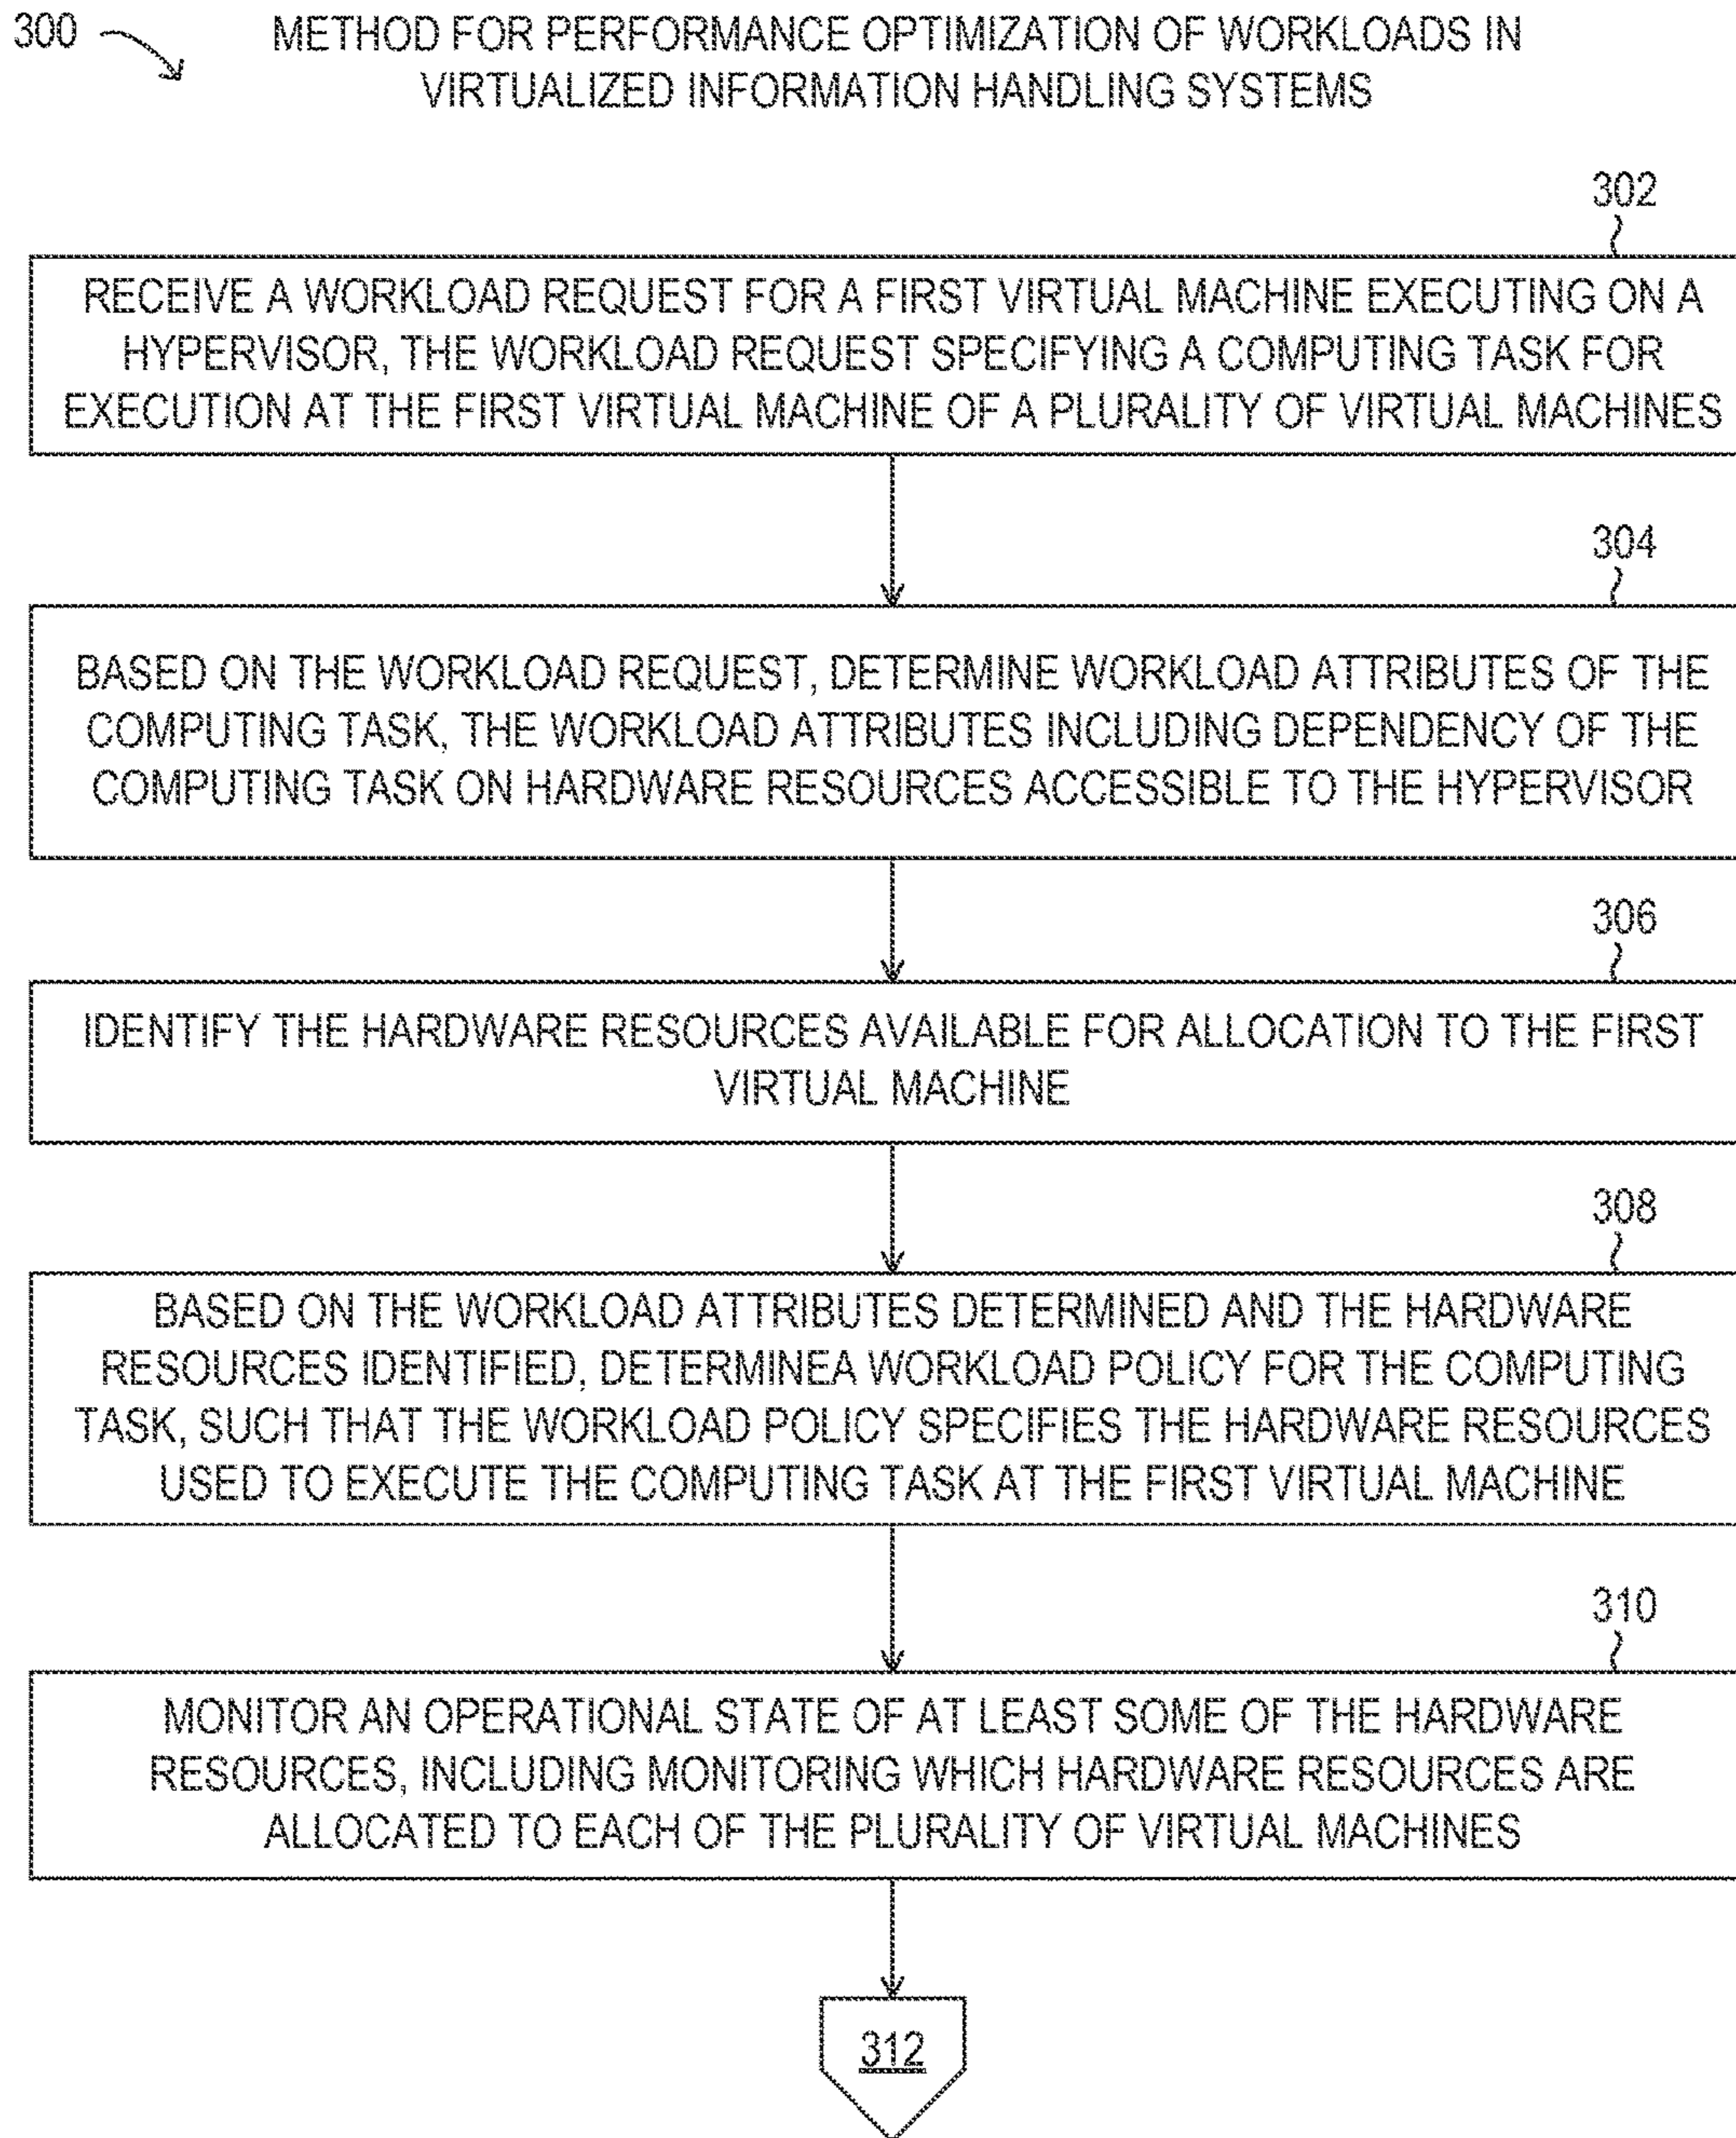 300
METHOD FOR PERFORMANCE OPTIMIZATION OF WORKLOADS IN
VIRTUALIZED INFORMATION HANDLING SYSTEMS
302
RECEIVE A WORKLOAD REQUEST FOR A FIRST VIRTUAL MACHINE EXECUTING ON A
HYPERVISOR, THE WORKLOAD REQUEST SPECIFYING A COMPUTING TASK FOR
EXECUTION AT THE FIRST VIRTUAL MACHINE OF A PLURALITY OF VIRTUAL MACHINES
304
BASED ON THE WORKLOAD REQUEST, DETERMINE WORKLOAD ATTRIBUTES OF THE
COMPUTING TASK, THE WORKLOAD ATTRIBUTES INCLUDING DEPENDENCY OF THE
COMPUTING TASK ON HARDWARE RESOURCES ACCESSIBLE TO THE HYPERVISOR
306
IDENTIFY THE HARDWARE RESOURCES AVAILABLE FOR ALLOCATION TO THE FIRST
VIRTUAL MACHINE
308
BASED ON THE WORKLOAD ATTRIBUTES DETERMINED AND THE HARDWARE
RESOURCES IDENTIFIED, DETERMINEA WORKLOAD POLICY FOR THE COMPUTING
TASK, SUCH THAT THE WORKLOAD POLICY SPECIFIES THE HARDWARE RESOURCES
USED TO EXECUTE THE COMPUTING TASK AT THE FIRST VIRTUAL MACHINE
310
MONITOR AN OPERATIONAL STATE OF AT LEAST SOME OF THE HARDWARE
RESOURCES, INCLUDING MONITORING WHICH HARDWARE RESOURCES ARE
ALLOCATED TO EACH OF THE PLURALITY OF VIRTUAL MACHINES
312